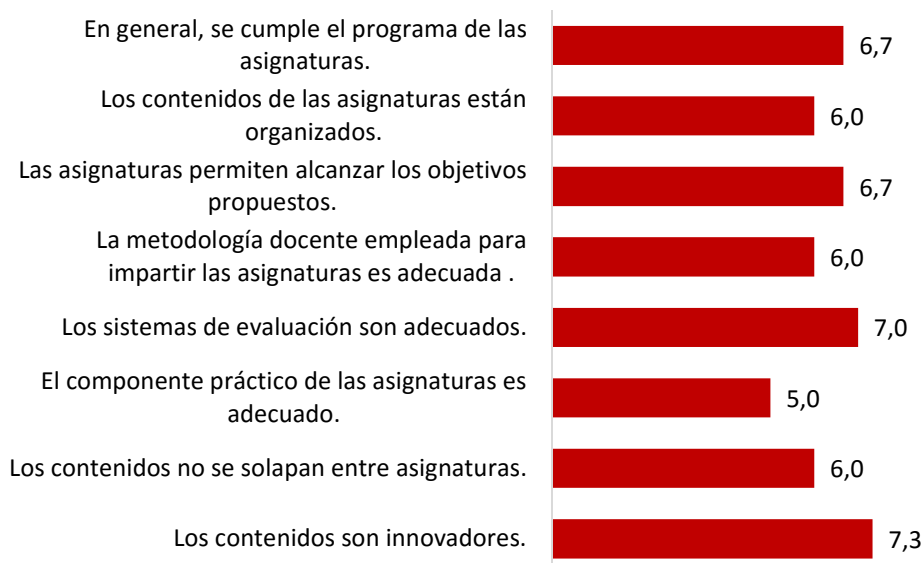 En general, se cumple el programa de las
asignaturas.
6,7
Los contenidos de las asignaturas están
organizados.
6,0
Las asignaturas permiten alcanzar los objetivos
propuestos.
6,7
La metodología docente empleada para
impartir las asignaturas es adecuada .
6,0
Los sistemas de evaluación son adecuados.
7,0
El componente práctico de las asignaturas es
adecuado.
5,0
Los contenidos no se solapan entre asignaturas.
6,0
Los contenidos son innovadores.
7,3